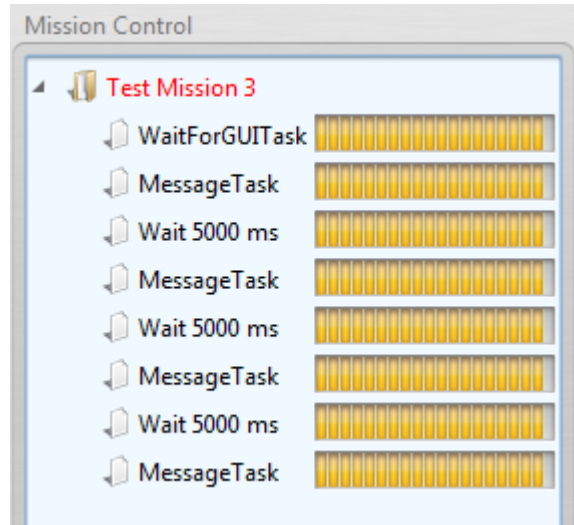 Mission Control
Test Mission 3
WaitForGUITask
MessageTask
Wait 5000 ms
MessageTask
Wait 5000 ms
MessageTask
Wait 5000 ms
MessageTask